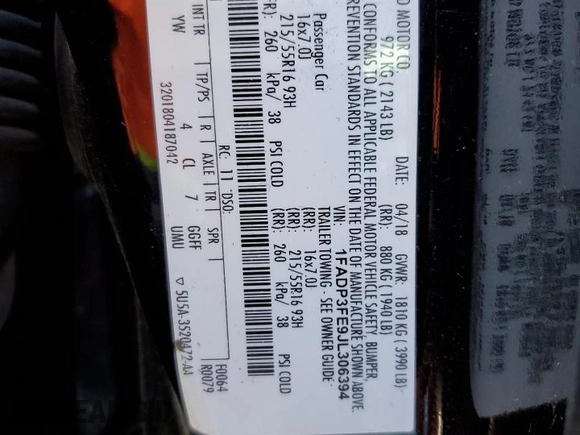 D MOTOR CO.
DATE: 04/18 GVWR: 1810 KG ( 3990 LB)
972 KG ( 2143 LB) (RR): 880 KG ( 1940 LB)
CONFORMS TO ALL APPLICABLE FEDERAL MOTOR VEHICLE SAFETY, BUMPER,
REVENTION STANDARDS IN EFFECT ON THE DATE OF MANUFACTURE SHOWN ABOVE.
VIN: 1FADP3FE9JL306394
Passenger Car TRAILER TOWING - SEE OWNER GUIDE
16x7.0J (RR): 16x7.0J
215/55R16 93H (RR): 215/55R16 93H
FR): 260 kPa/ 38 PSI COLD (RR): 260 kPa/ 38 PSI COLD
RC: 11 DSO: F0064
R0079
INT TR TP/PS R AXLE TR SPR
YW 4 CL 7 GGFF UMU 5U5A-3520472-AA
3201804187042